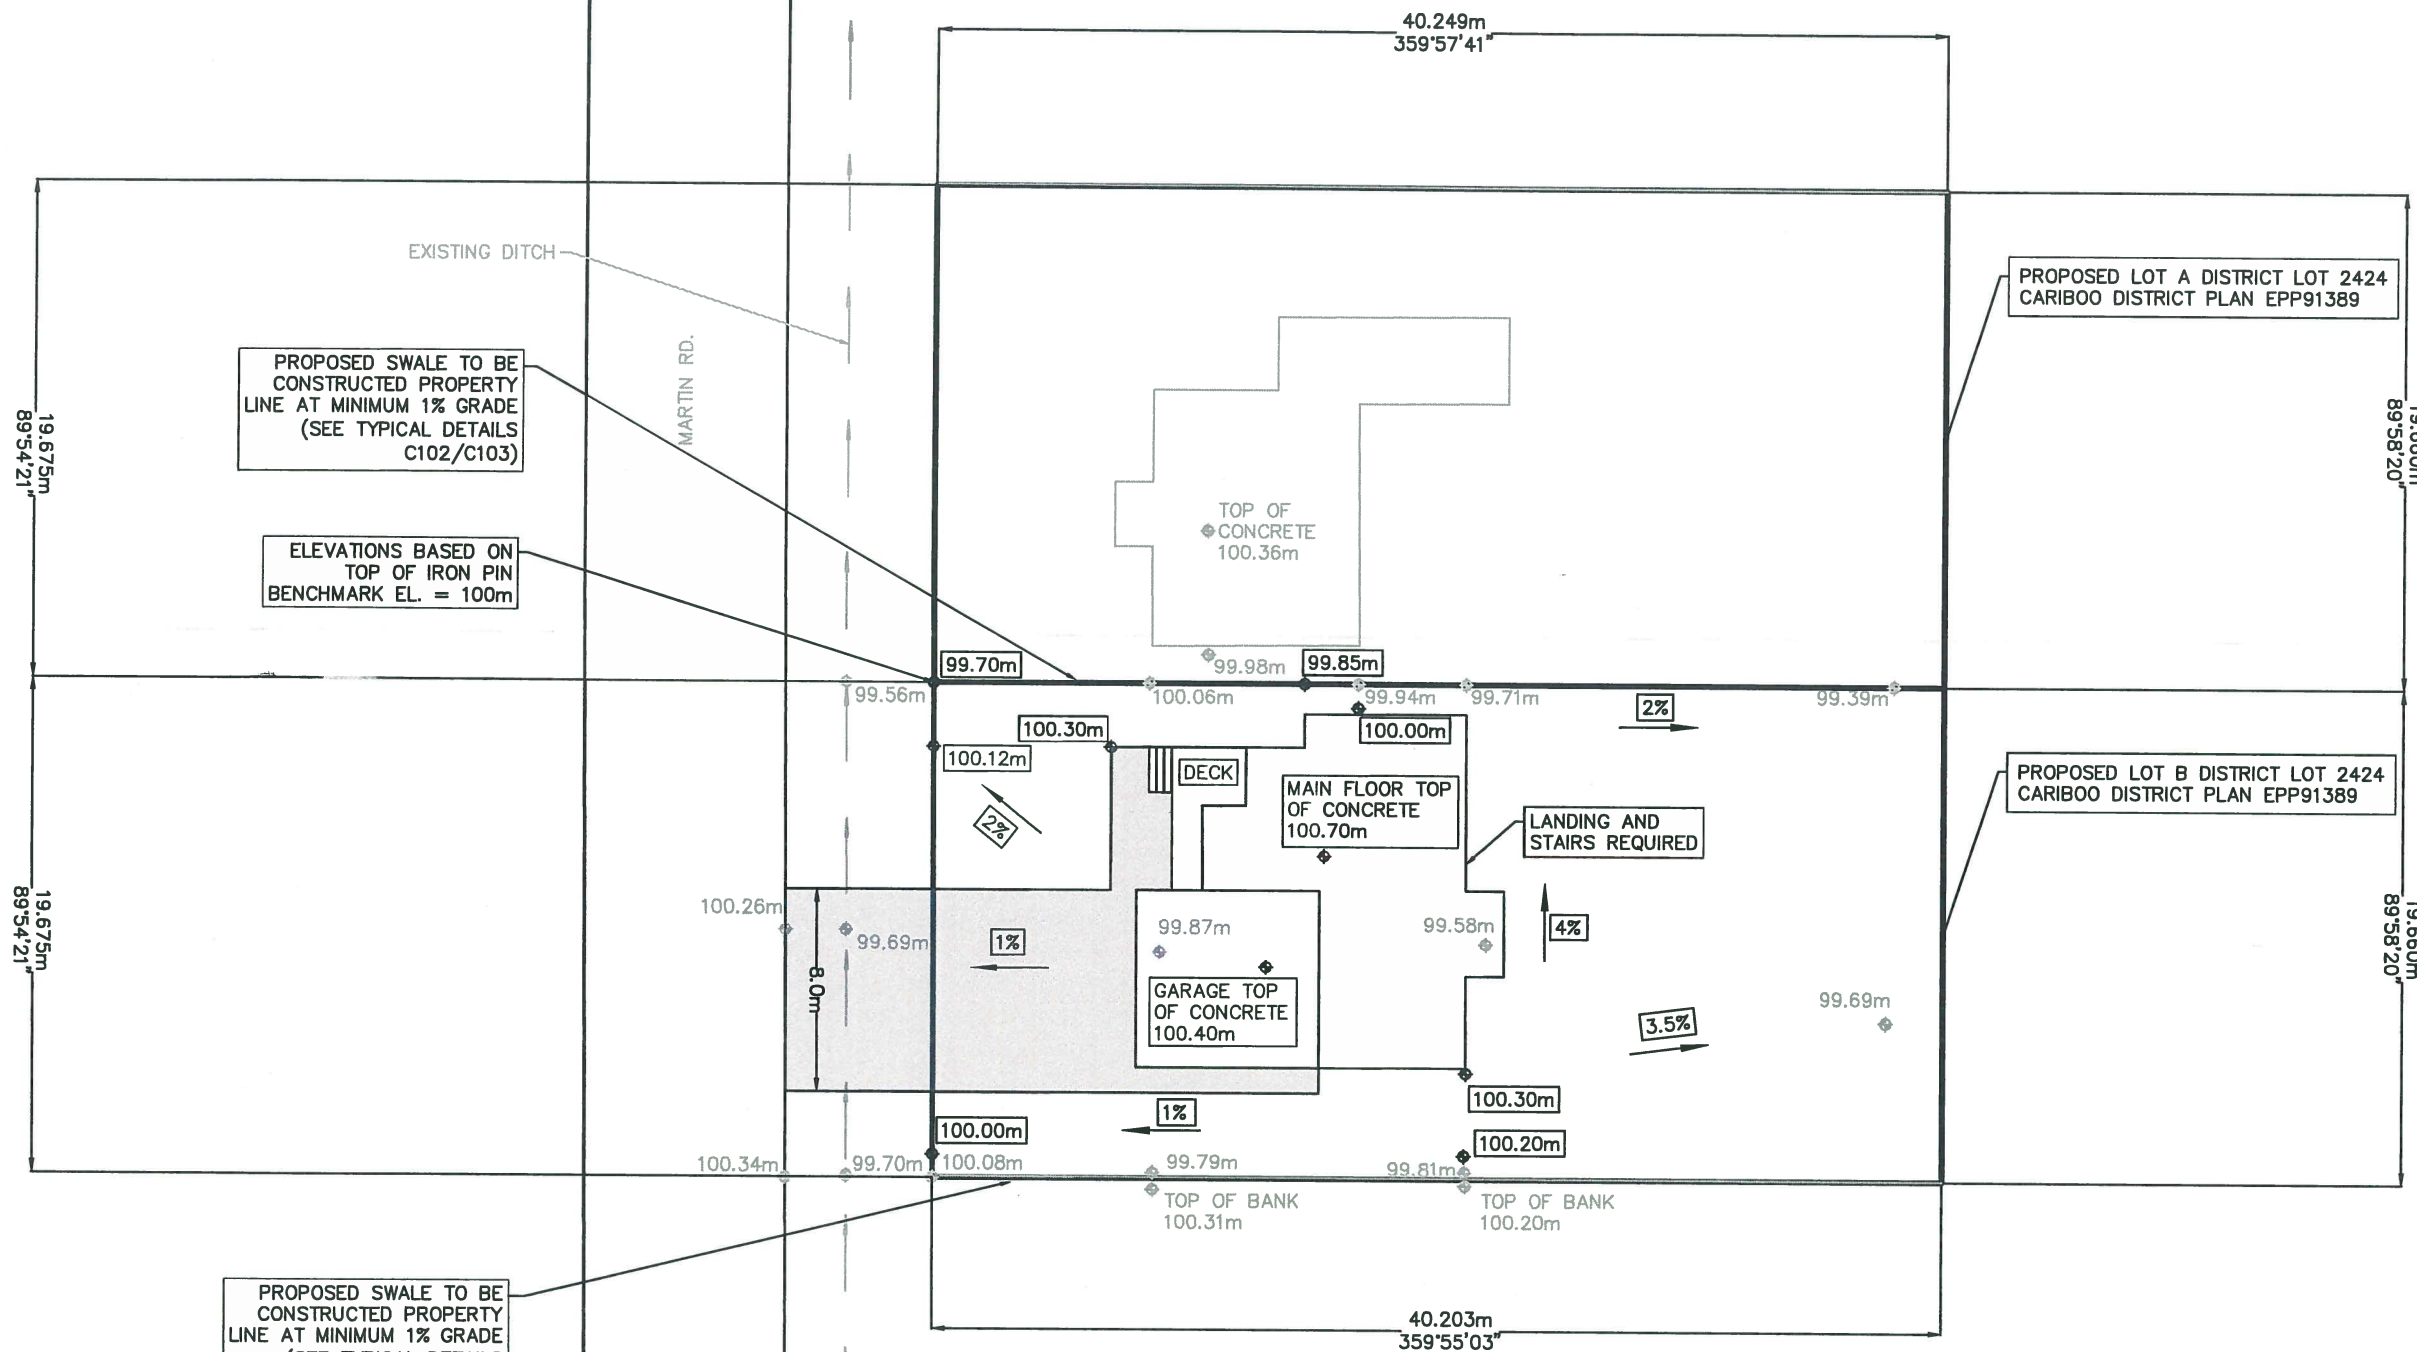 40.249m
359°57'41"
EXISTING DITCH
PROPOSED LOT A DISTRICT LOT 2424
CARIBOO DISTRICT PLAN EPP91389
PROPOSED SWALE TO BE
CONSTRUCTED PROPERTY
LINE AT MINIMUM 1% GRADE
(SEE TYPICAL DETAILS
C102/C103)
MARTIN RD.
19.675m
89°54'21"
89°58'20"
TOP OF
CONCRETE
100.36m
ELEVATIONS BASED ON
TOP OF IRON PIN
BENCHMARK EL. = 100m
99.70m
99.98m
99.85m
99.56m
100.06m
99.94m
99.71m
99.39m
2%
100.30m
100.00m
100.12m
DECK
2%
MAIN FLOOR TOP
OF CONCRETE
100.70m
LANDING AND
STAIRS REQUIRED
PROPOSED LOT B DISTRICT LOT 2424
CARIBOO DISTRICT PLAN EPP91389
19.675m
89°54'21"
89°58'20"
100.26m
99.69m
1%
99.87m
99.58m
4%
8.0m
GARAGE TOP
OF CONCRETE
100.40m
99.69m
3.5%
100.30m
1%
100.00m
100.20m
100.34m
99.70m
100.08m
99.79m
99.81m
TOP OF BANK
100.31m
TOP OF BANK
100.20m
PROPOSED SWALE TO BE
CONSTRUCTED PROPERTY
LINE AT MINIMUM 1% GRADE
40.203m
359°55'03"